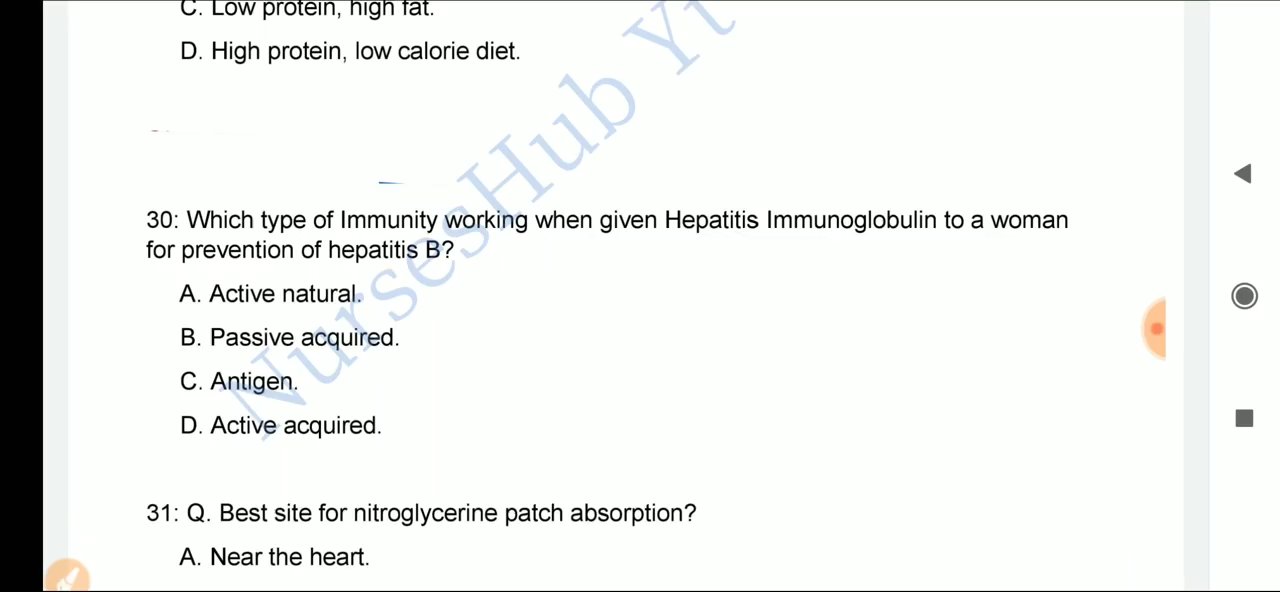 C. Low protein, high fat.
D. High protein, low calorie diet.
30: Which type of Immunity working when given Hepatitis Immunoglobulin to a woman
for prevention of hepatitis B?
A. Active natural.
B. Passive acquired.
C. Antigen.
D. Active acquired.
31: Q. Best site for nitroglycerine patch absorption?
A. Near the heart.
NursesHub Yt